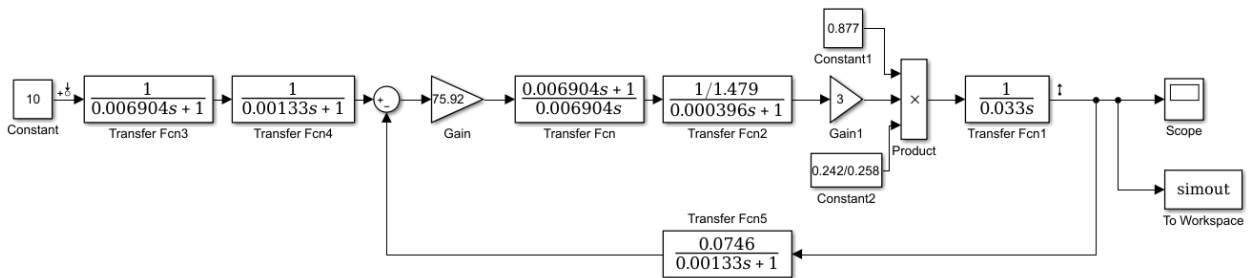 10
Constant
1
0.006904s + 1
Transfer Fcn3
1
0.00133s + 1
Transfer Fcn4
75.92
Gain
0.006904s + 1
0.006904s
Transfer Fcn
1/1.479
0.000396s + 1
Transfer Fcn2
3
Gain1
0.877
Constant1
×
Product
0.242/0.258
Constant2
1
0.033s
Transfer Fcn1
Scope
simout
To Workspace
Transfer Fcn5
0.0746
0.00133s + 1